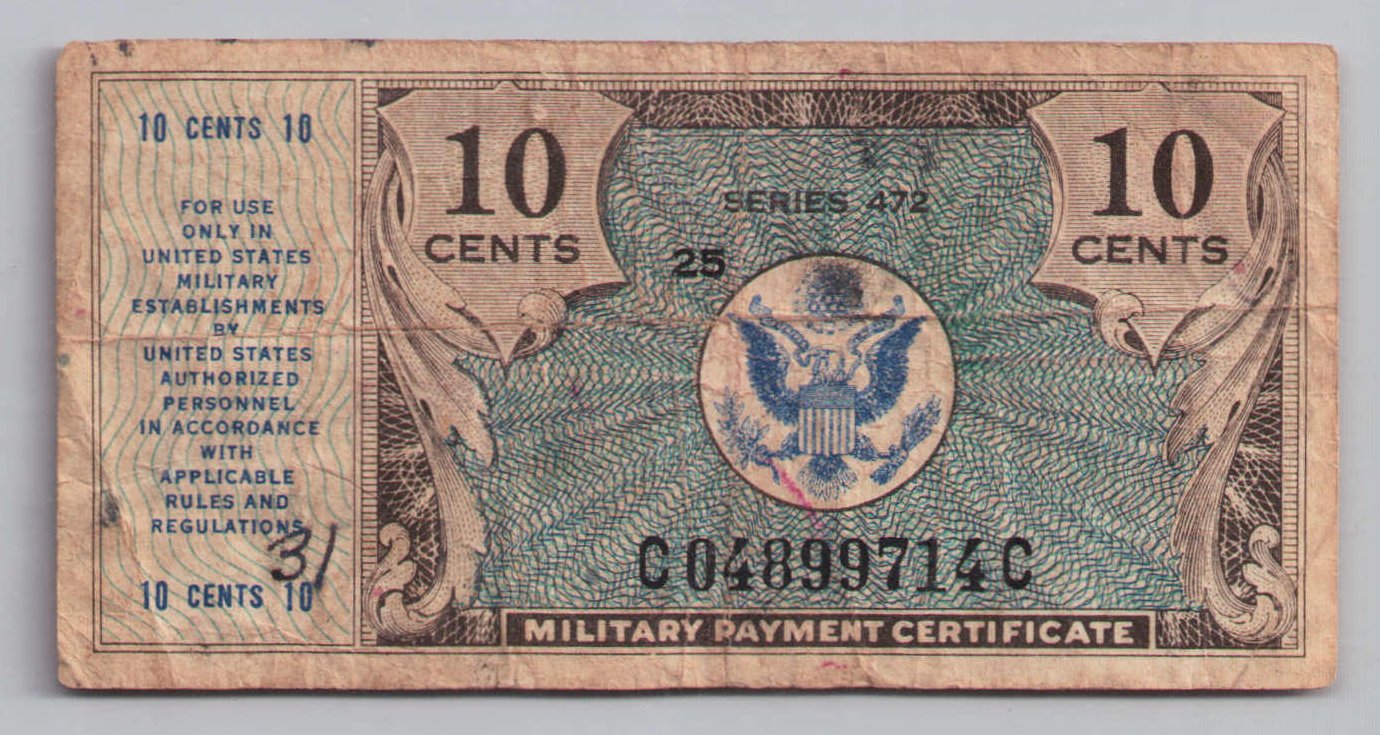 10 CENTS 10
FOR USE
ONLY IN
UNITED STATES
MILITARY
ESTABLISHMENTS
BY
UNITED STATES
AUTHORIZED
PERSONNEL
IN ACCORDANCE
WITH
APPLICABLE
RULES AND
REGULATIONS
31
10 CENTS 10
10
CENTS
SERIES 472
25
10
CENTS
C04899714C
MILITARY PAYMENT CERTIFICATE